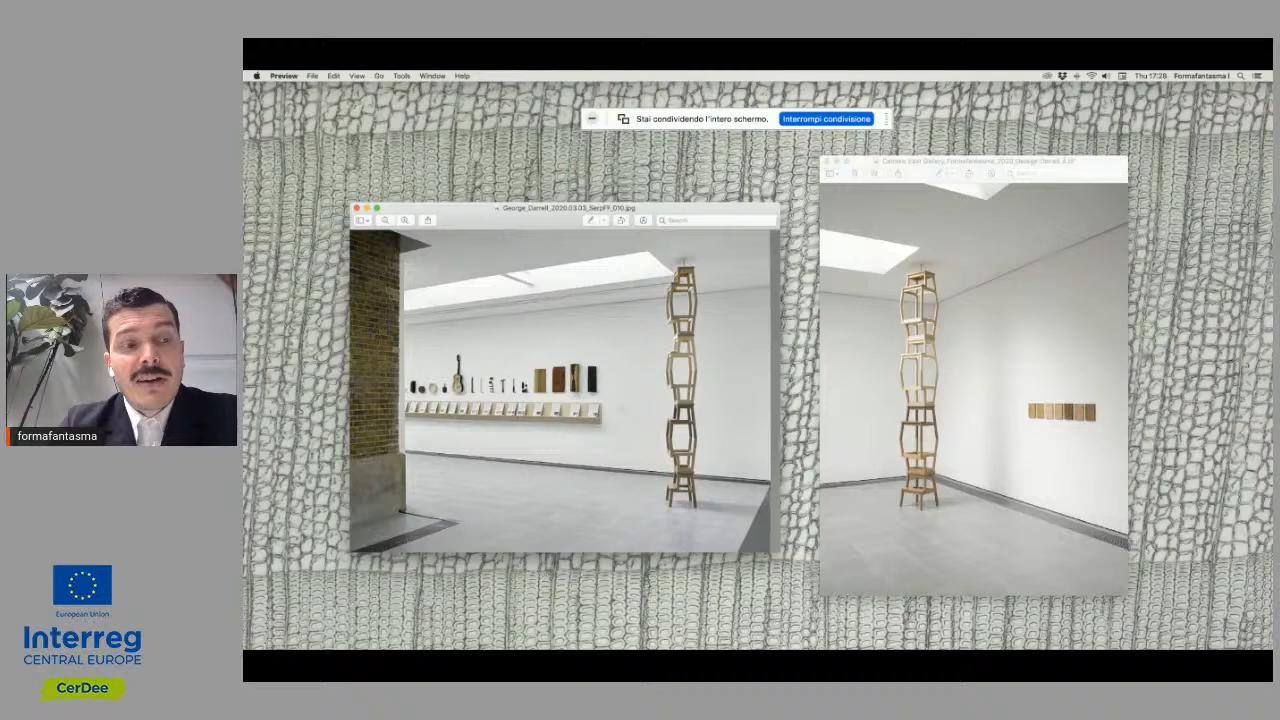 Preview File Edit View Go Tools Window Help
Thu 17:28 Formafantasma I
Stai condividendo l'intero schermo. Interrompi condivisione
George_Darrell_2020.03.03_SerpFF_010.jpg
Search
formafantasma
European Union
Interreg
CENTRAL EUROPE
CerDee